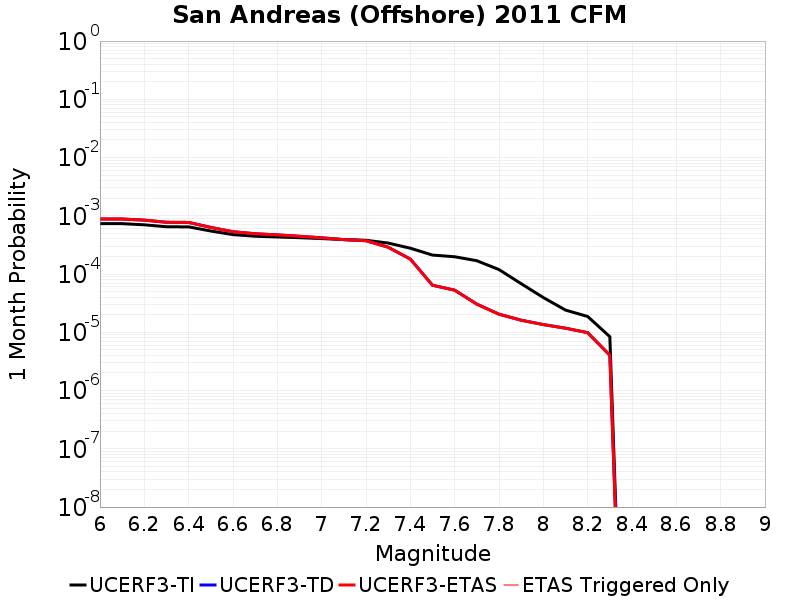 San Andreas (Offshore) 2011 CFM
1 Month Probability
10^0
10^-1
10^-2
10^-3
10^-4
10^-5
10^-6
10^-7
10^-8
6 6.2 6.4 6.6 6.8 7 7.2 7.4 7.6 7.8 8 8.2 8.4 8.6 8.8 9
Magnitude
UCERF3-TI UCERF3-TD UCERF3-ETAS ETAS Triggered Only